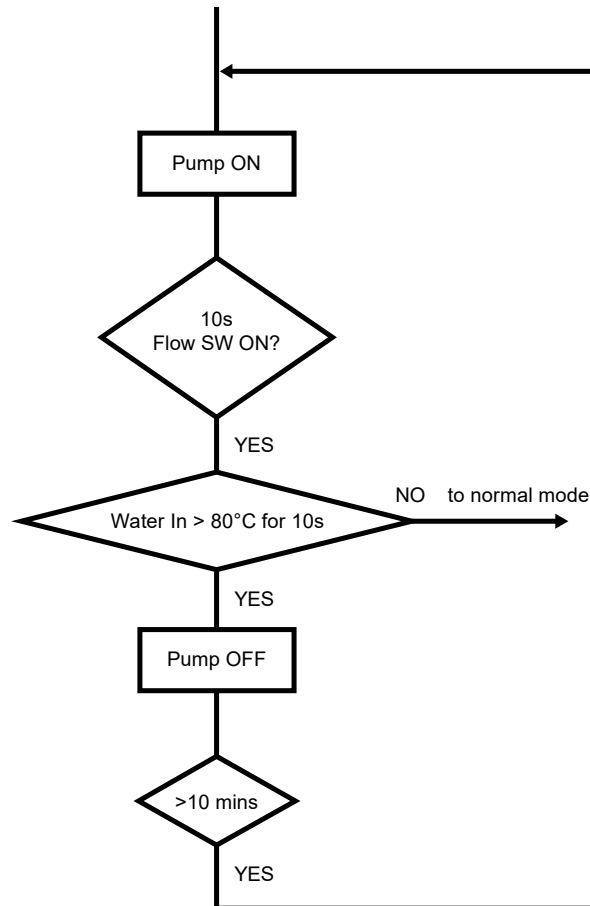 Pump ON
10s
Flow SW ON?
YES
NO to normal mode
Water In > 80°C for 10s
YES
Pump OFF
>10 mins
YES